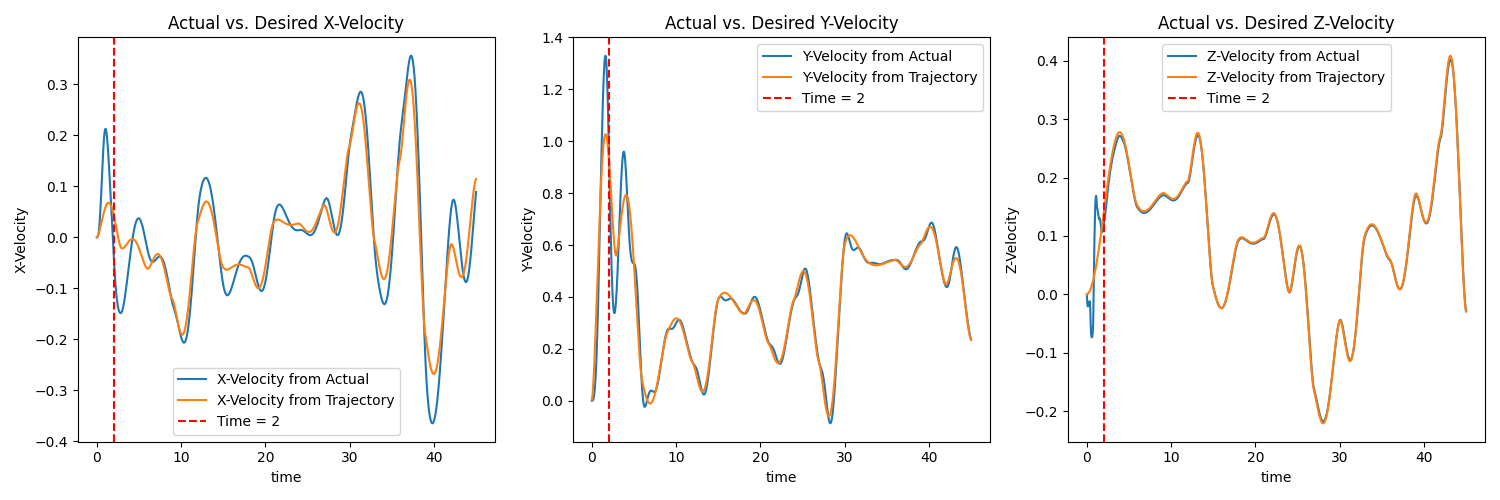 Actual vs. Desired X-Velocity
X-Velocity
0.3
0.2
0.1
0.0
−0.1
−0.2
−0.3
−0.4
X-Velocity from Actual
X-Velocity from Trajectory
Time = 2
0 10 20 30 40
time
Actual vs. Desired Y-Velocity
Y-Velocity
1.4
1.2
1.0
0.8
0.6
0.4
0.2
0.0
Y-Velocity from Actual
Y-Velocity from Trajectory
Time = 2
0 10 20 30 40
time
Actual vs. Desired Z-Velocity
Z-Velocity
0.4
0.3
0.2
0.1
0.0
−0.1
−0.2
Z-Velocity from Actual
Z-Velocity from Trajectory
Time = 2
0 10 20 30 40
time